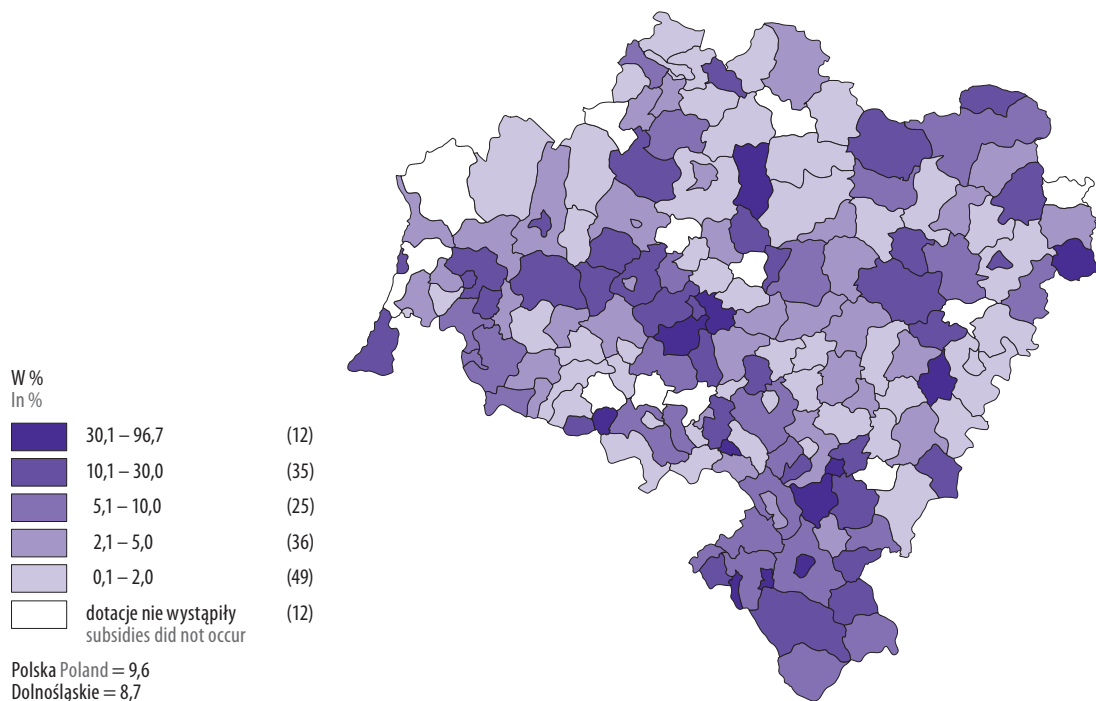 W %
In %
30,1 – 96,7 (12)
10,1 – 30,0 (35)
5,1 – 10,0 (25)
2,1 – 5,0 (36)
0,1 – 2,0 (49)
dotacje nie wystąpiły (12)
subsidies did not occur
Polska Poland = 9,6
Dolnośląskie = 8,7